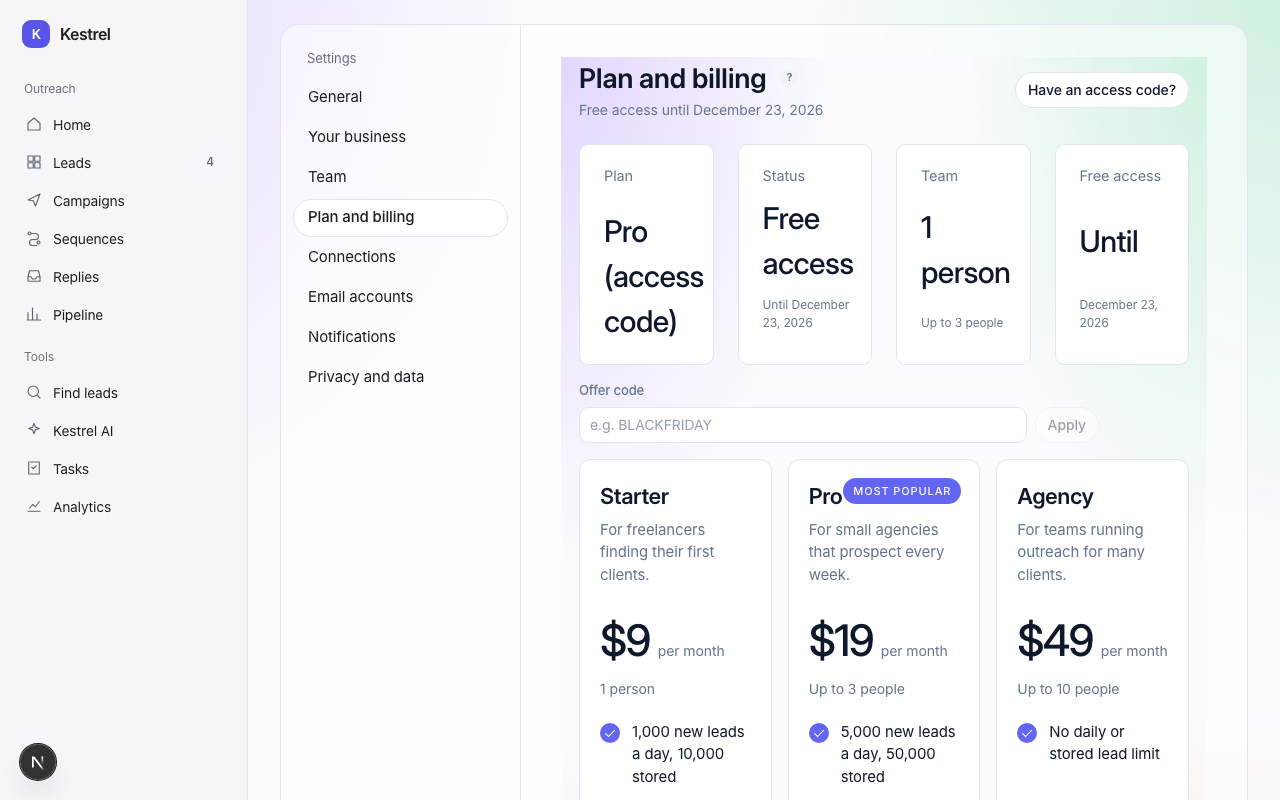 K Kestrel
Outreach
Home
Leads 4
Campaigns
Sequences
Replies
Pipeline
Tools
Find leads
Kestrel AI
Tasks
Analytics
N
Settings
General
Your business
Team
Plan and billing
Connections
Email accounts
Notifications
Privacy and data
Plan and billing ?
Free access until December 23, 2026
Have an access code?
Plan
Pro
(access
code)
Status
Free
access
Until December
23, 2026
Team
1
person
Up to 3 people
Free access
Until
December 23,
2026
Offer code
e.g. BLACKFRIDAY
Apply
Starter
For freelancers
finding their first
clients.
$9 per month
1 person
1,000 new leads
a day, 10,000
stored
Pro MOST POPULAR
For small agencies
that prospect every
week.
$19 per month
Up to 3 people
5,000 new leads
a day, 50,000
stored
Agency
For teams running
outreach for many
clients.
$49 per month
Up to 10 people
No daily or
stored lead limit